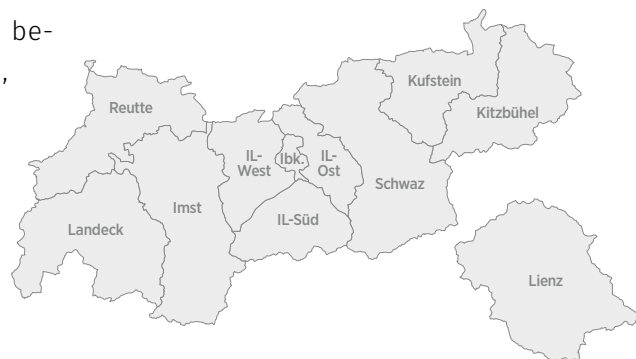 be-
,
Kufstein
Reutte
Kitzbühel
IL-
West
Ibk.
IL-
Ost
Schwaz
Imst
IL-Süd
Landeck
Lienz